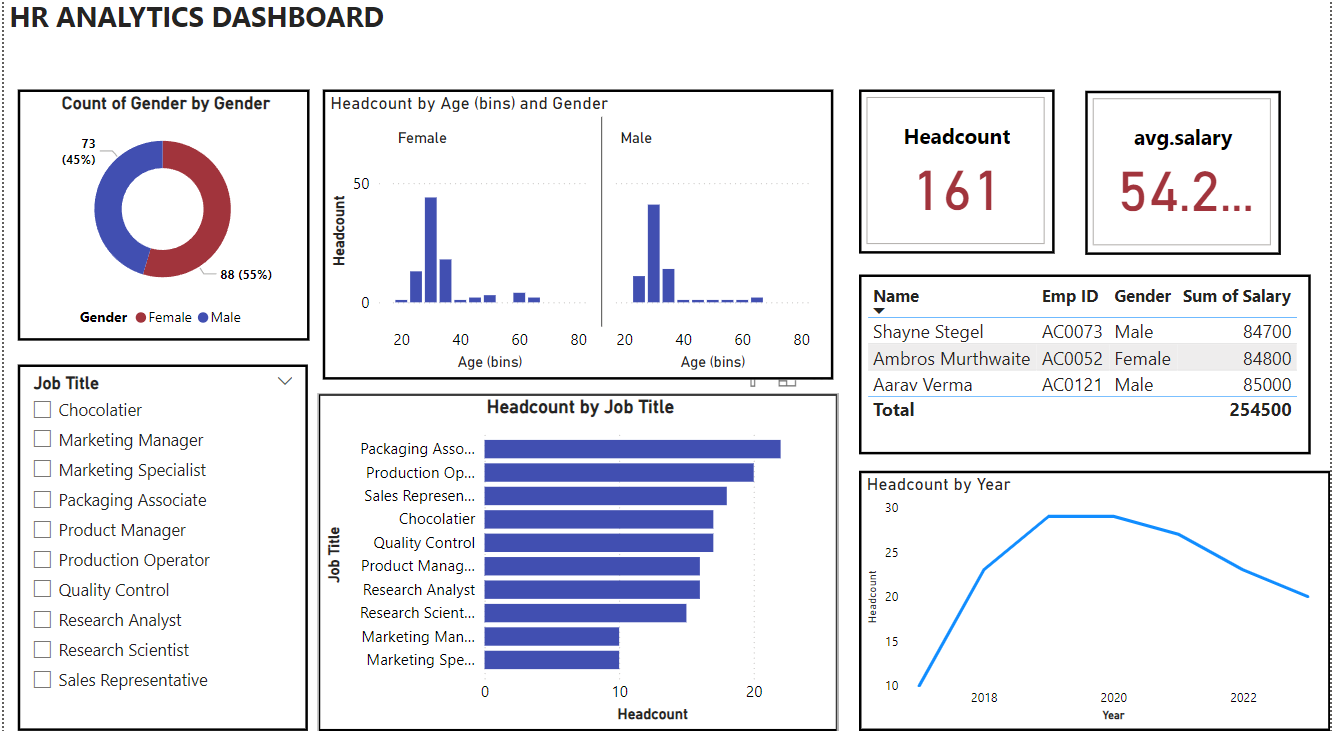 HR ANALYTICS DASHBOARD
Count of Gender by Gender
73
(45%)
88 (55%)
Gender Female Male
Headcount by Age (bins) and Gender
Female Male
Headcount
50
0
20 40 60 80 20 40 60 80
Age (bins) Age (bins)
Headcount
161
avg.salary
54.2...
Name Emp ID Gender Sum of Salary
Shayne Stegel AC0073 Male 84700
Ambros Murthwaite AC0052 Female 84800
Aarav Verma AC0121 Male 85000
Total 254500
Job Title
Chocolatier
Marketing Manager
Marketing Specialist
Packaging Associate
Product Manager
Production Operator
Quality Control
Research Analyst
Research Scientist
Sales Representative
Headcount by Job Title
Job Title
Packaging Asso...
Production Op...
Sales Represen...
Chocolatier
Quality Control
Product Manag...
Research Analyst
Research Scient...
Marketing Man...
Marketing Spe...
0 10 20
Headcount
Headcount by Year
Headcount
30
25
20
15
10
2018 2020 2022
Year